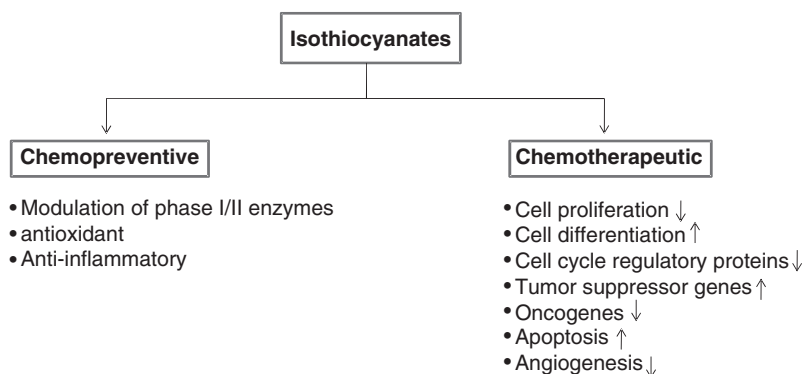 Isothiocyanates
Chemopreventive
• Modulation of phase I/II enzymes
• antioxidant
• Anti-inflammatory
Chemotherapeutic
• Cell proliferation ↓
• Cell differentiation ↑
• Cell cycle regulatory proteins ↓
• Tumor suppressor genes ↑
• Oncogenes ↓
• Apoptosis ↑
• Angiogenesis ↓